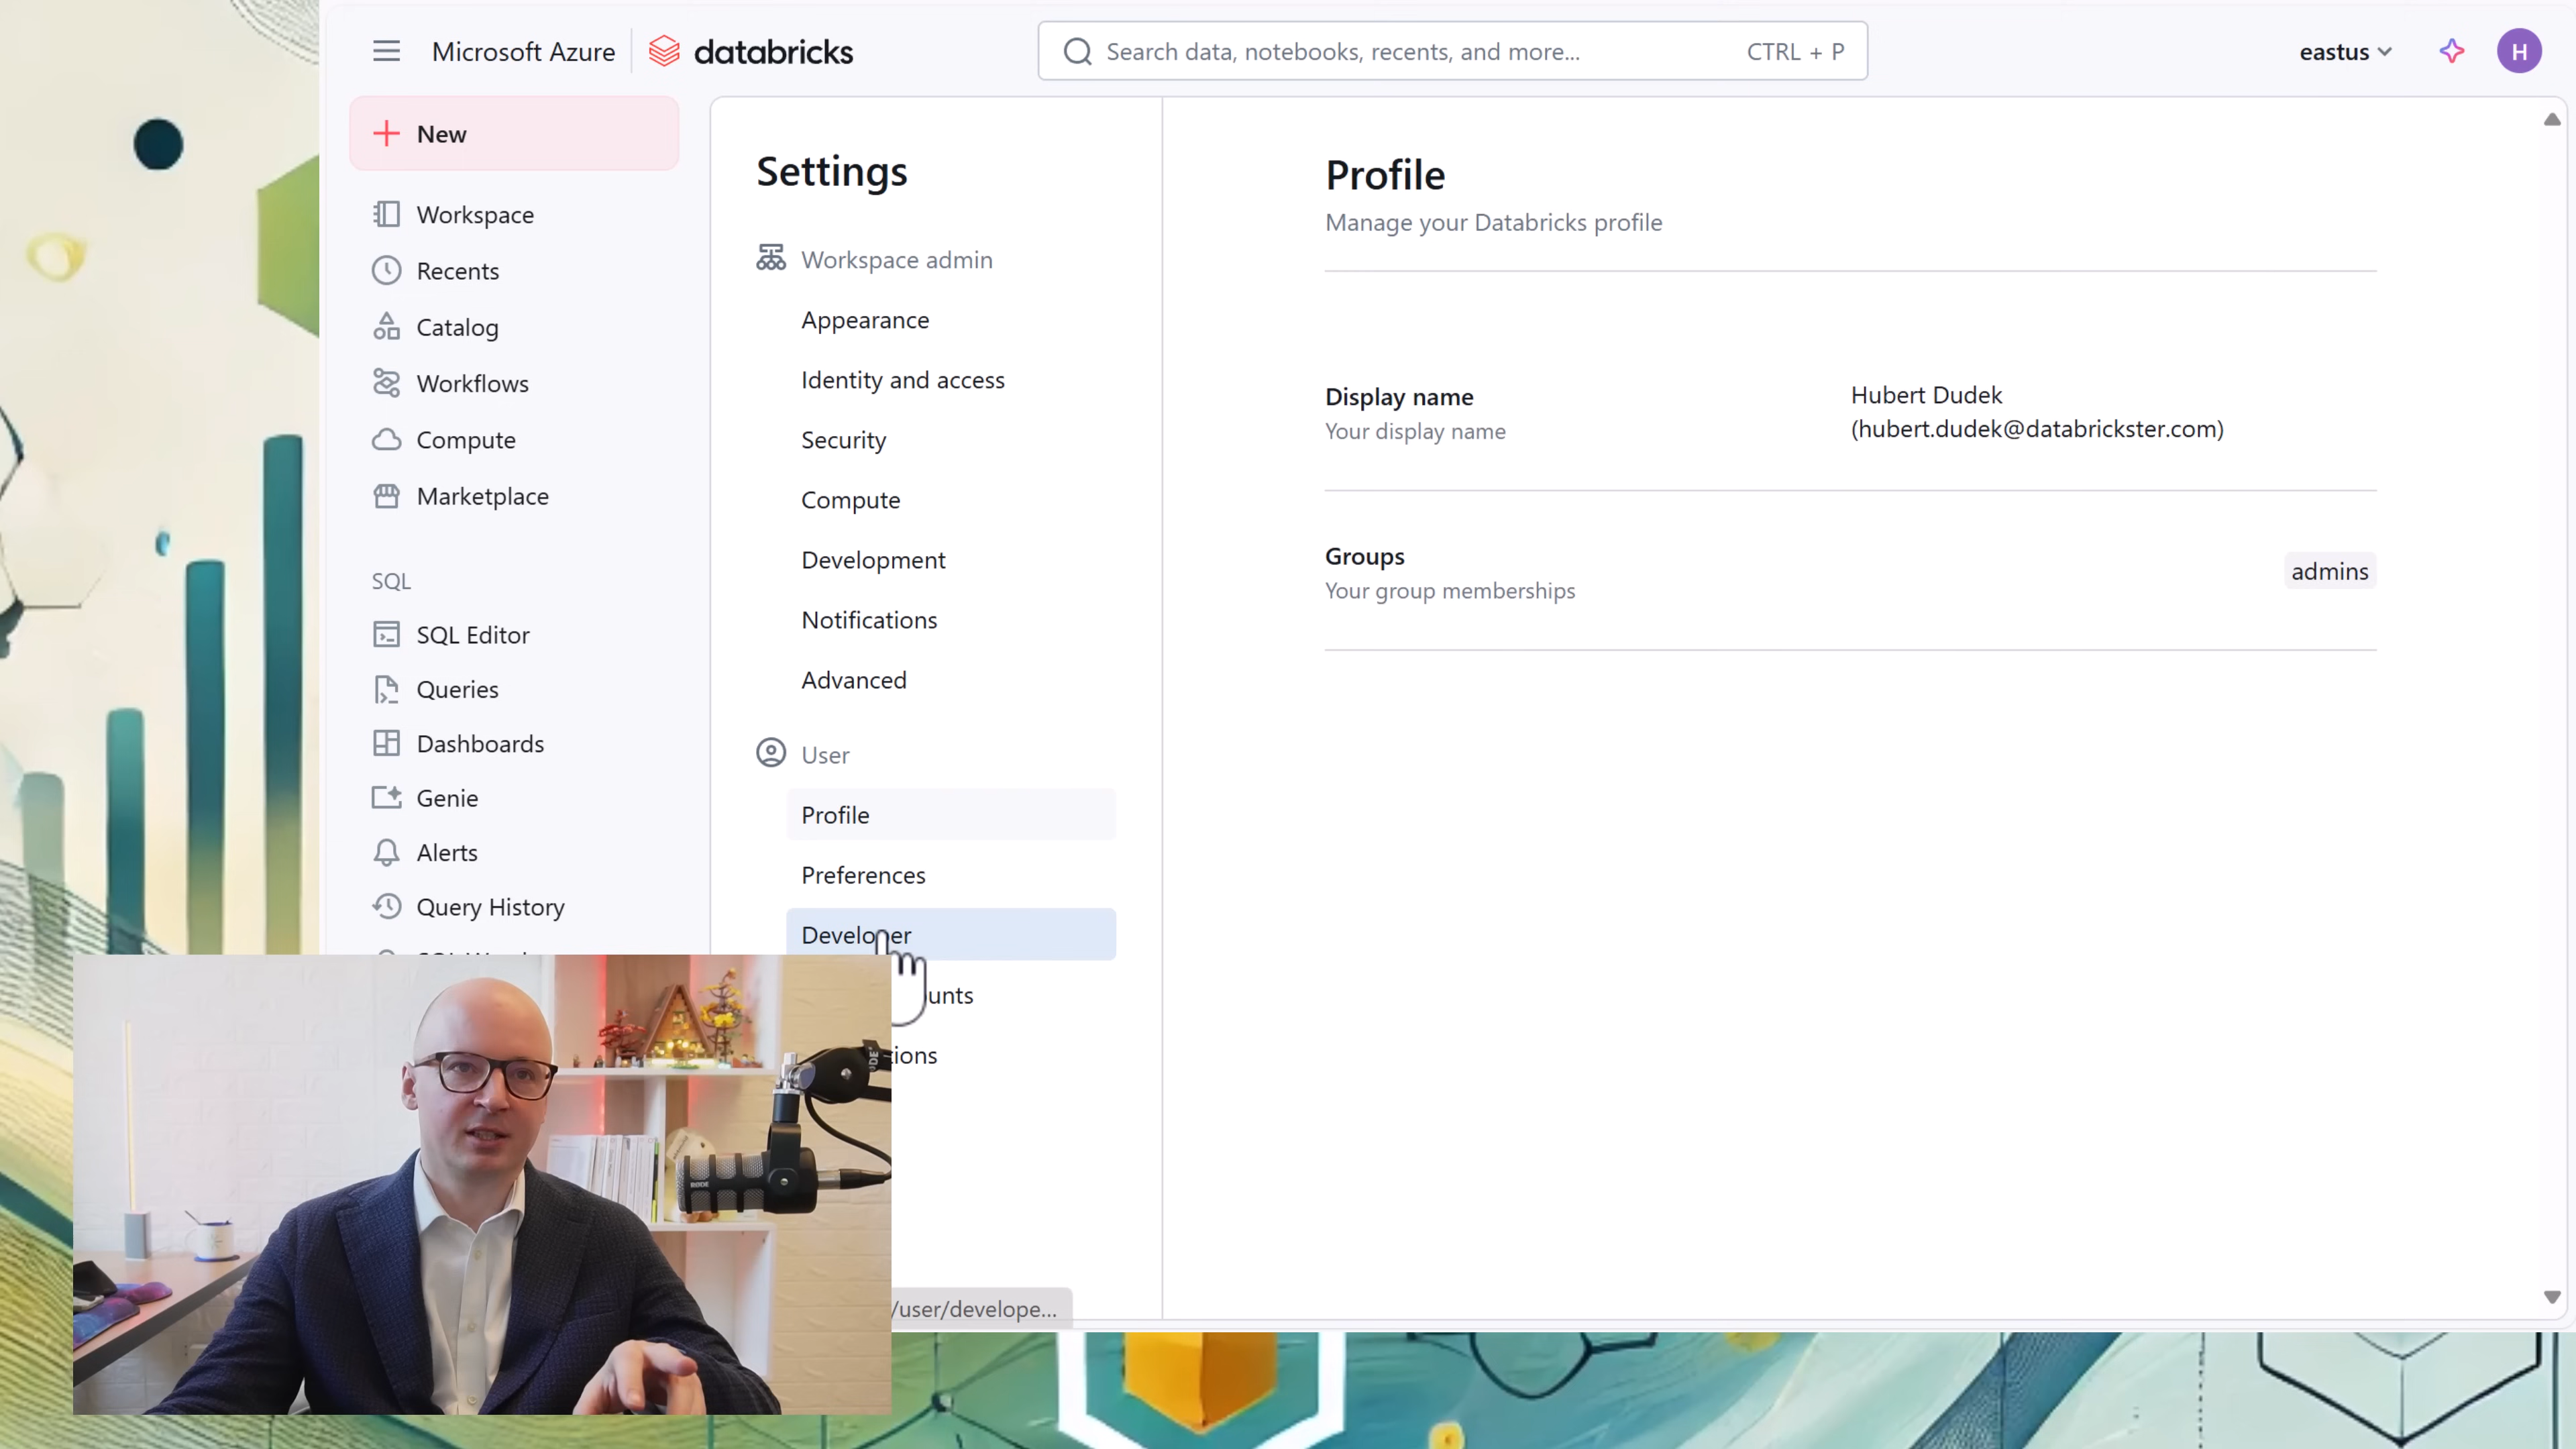 Microsoft Azure
databricks
Search data, notebooks, recents, and more...
CTRL + P
eastus
H
New
Workspace
Recents
Catalog
Workflows
Compute
Marketplace
SQL
SQL Editor
Queries
Dashboards
Genie
Alerts
Query History
Settings
Workspace admin
Appearance
Identity and access
Security
Compute
Development
Notifications
Advanced
User
Profile
Preferences
Developer
unts
ions
/user/develope...
Profile
Manage your Databricks profile
Display name
Your display name
Hubert Dudek
(hubert.dudek@databrickster.com)
Groups
Your group memberships
admins
RODE